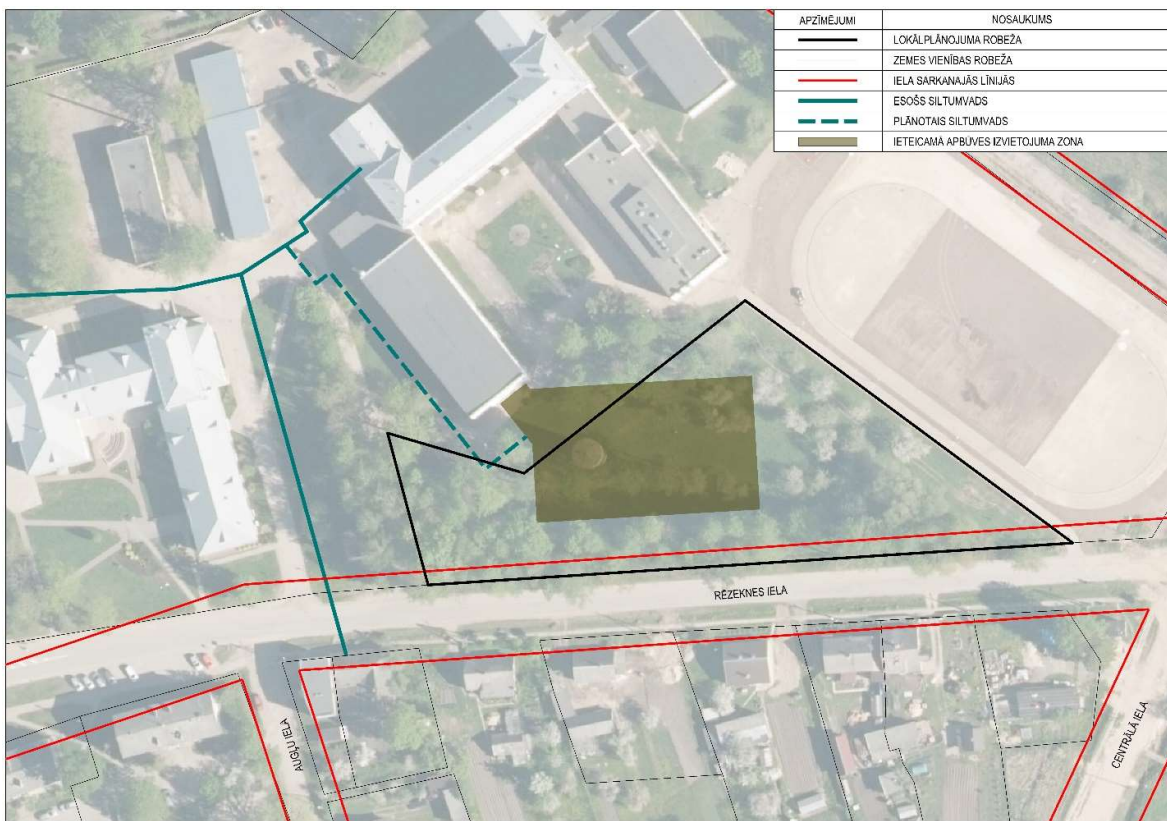 APZĪMĒJUMI NOSAUKUMS
LOKĀLPLĀNOJUMA ROBEŽA
ZEMES VIENĪBAS ROBEŽA
IELA SARKANAJĀS LĪNIJĀS
ESOŠS SILTUMVADS
PLĀNOTAIS SILTUMVADS
IETEICAMĀ APBŪVES IZVIETOJUMA ZONA
RĒZEKNES IELA
AUGĻU IELA
CENTRĀLĀ IELA